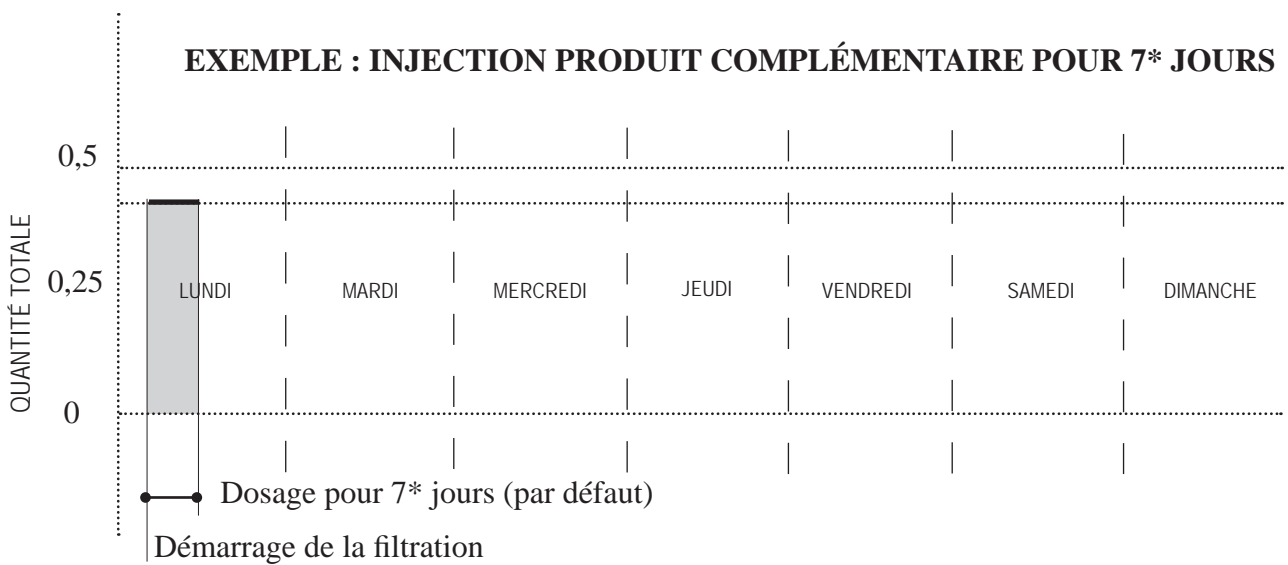 EXEMPLE : INJECTION PRODUIT COMPLÉMENTAIRE POUR 7* JOURS
0,5
QUANTITÉ TOTALE
0,25
LUNDI
MARDI
MERCREDI
JEUDI
VENDREDI
SAMEDI
DIMANCHE
0
Dosage pour 7* jours (par défaut)
Démarrage de la filtration